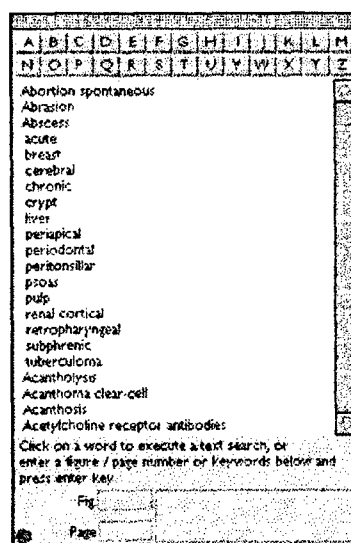 A B C D E F G H I J K L M
N O P Q R S T U V W X Y Z
Abortion spontaneous
Abrasion
Abscess
acute
breast
cerebral
chronic
crypt
liver
periapical
periodontal
peritonsillar
psoas
pulp
renal cortical
retropharyngeal
subphrenic
tuberculoma
Acantholysis
Acanthoma clear-cell
Acanthosis
Acetylcholine receptor antibodies
Click on a word to execute a text search, or
enter a figure / page number or keywords below and
press enter key
Fig
Page